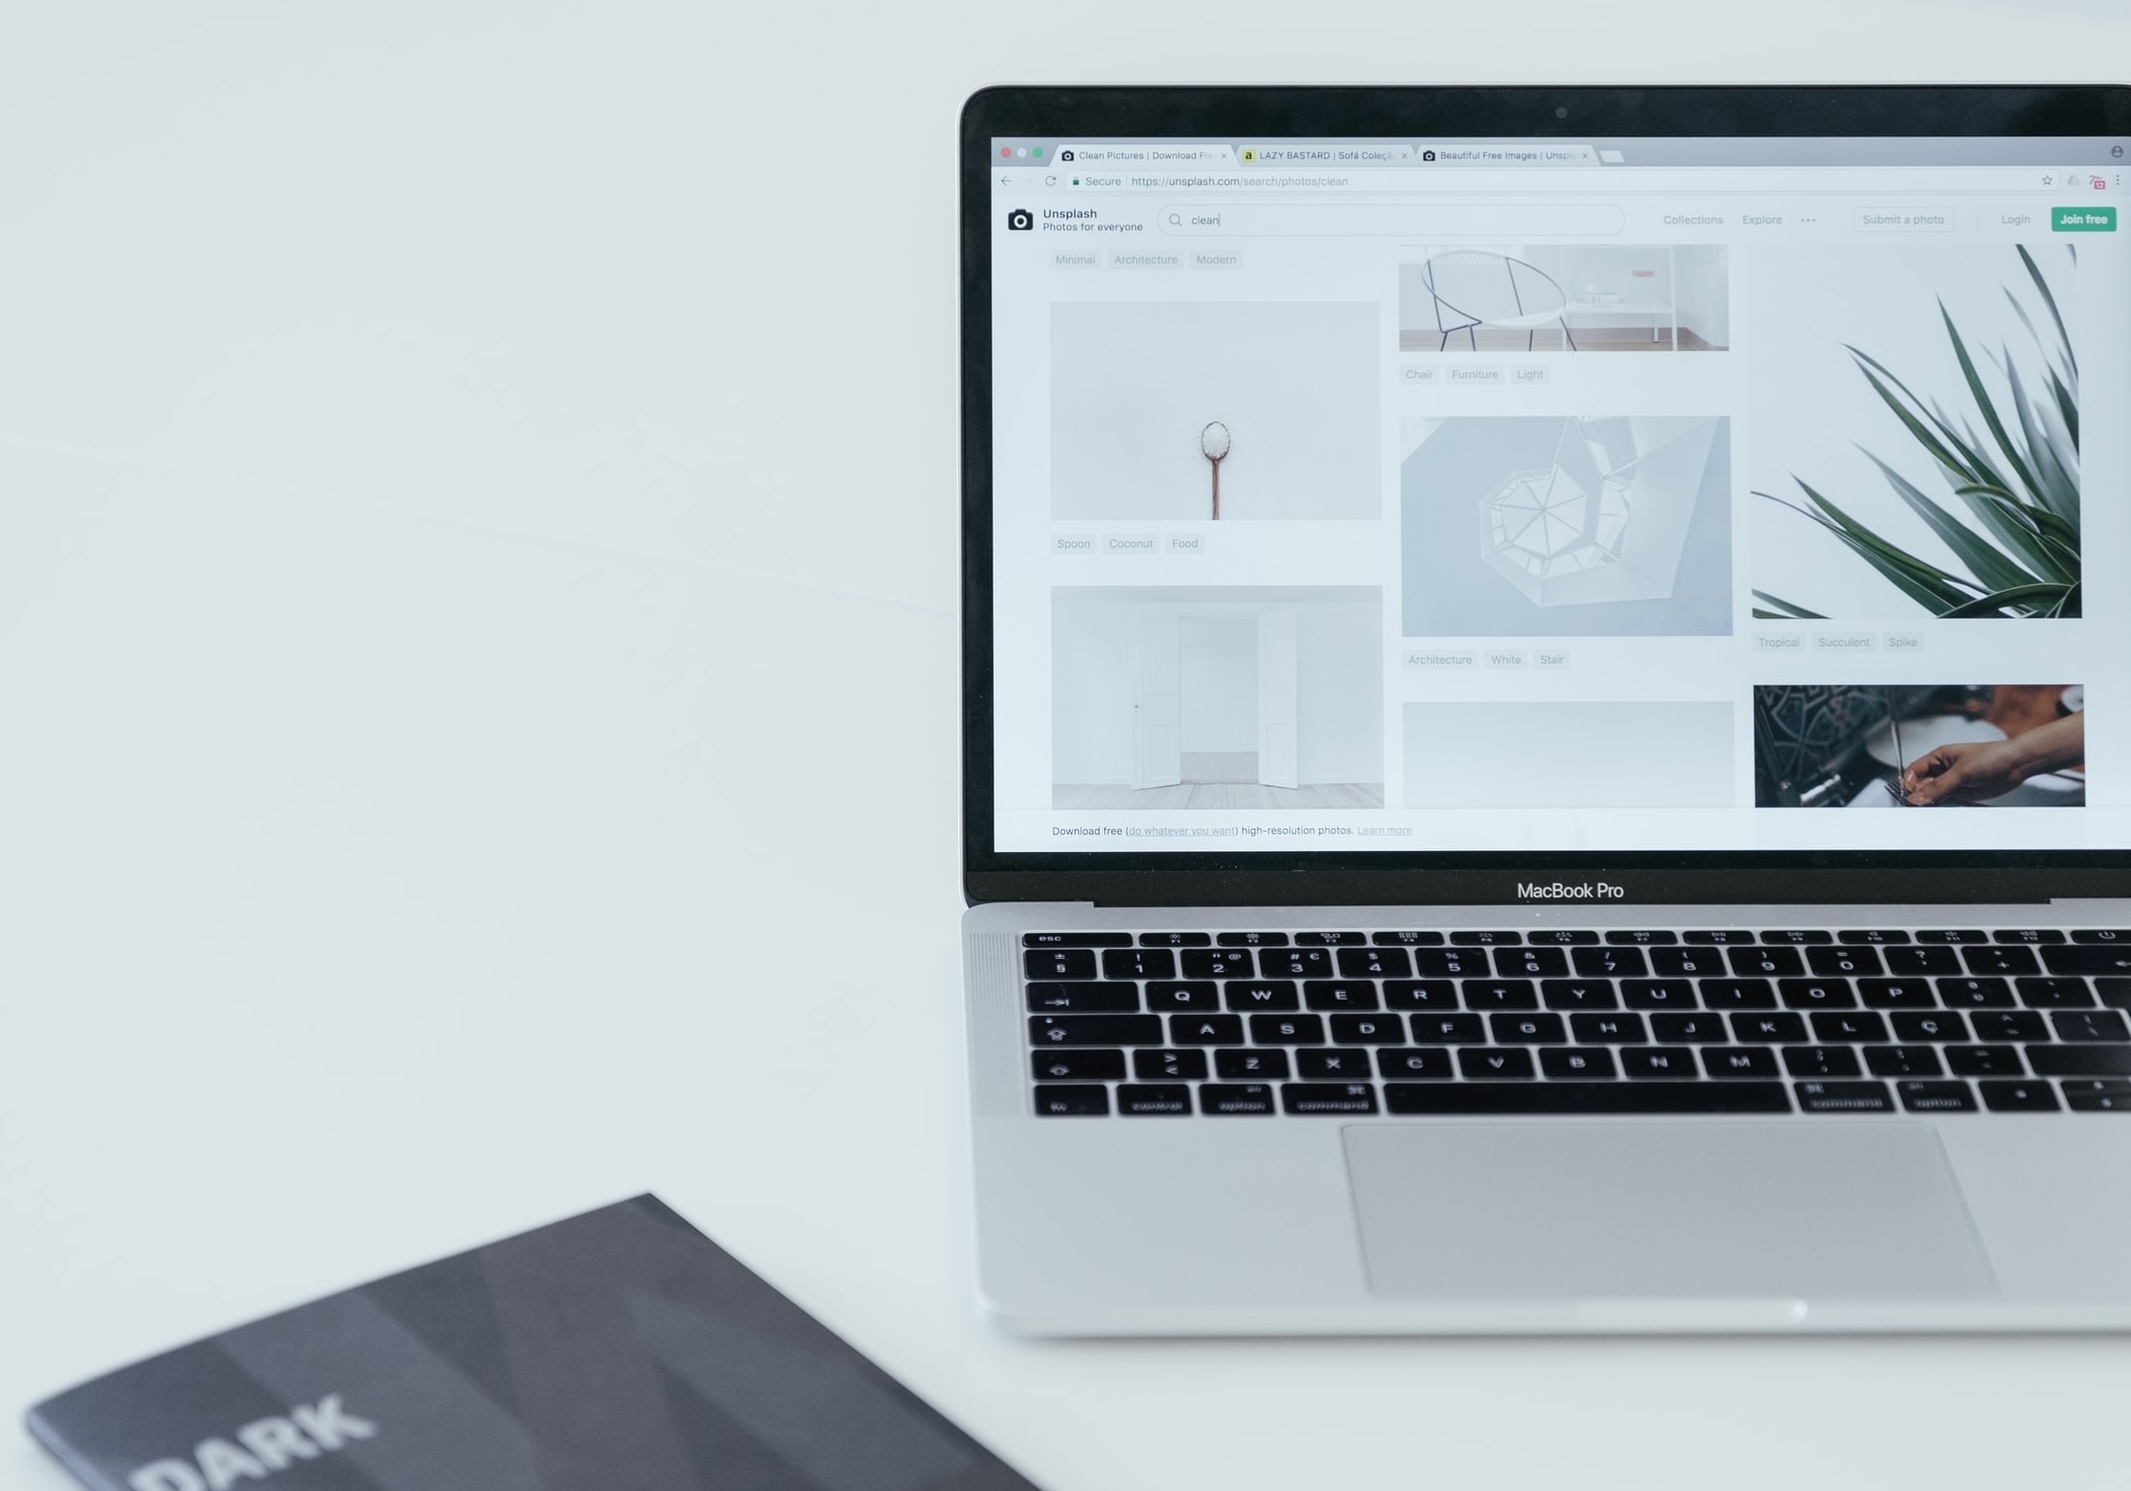 Clean Pictures | Download Fre
LAZY BASTARD | Sofá Coleçã
Beautiful Free Images | Unspl
Secure https://unsplash.com/search/photos/clean
12
Unsplash
Photos for everyone
clean
Collections Explore ••• Submit a photo Login Join free
Minimal Architecture Modern
Chair Furniture Light
Spoon Coconut Food
Tropical Succulent Spike
Architecture White Stair
Download free (do whatever you want) high-resolution photos. Learn more
MacBook Pro
esc
1 2 3 4 5 6 7 8 9 0
Q W E R T Y U I O P
A S D F G H J K L Ç
Z X C V B N M
fn control option command command option
DARK